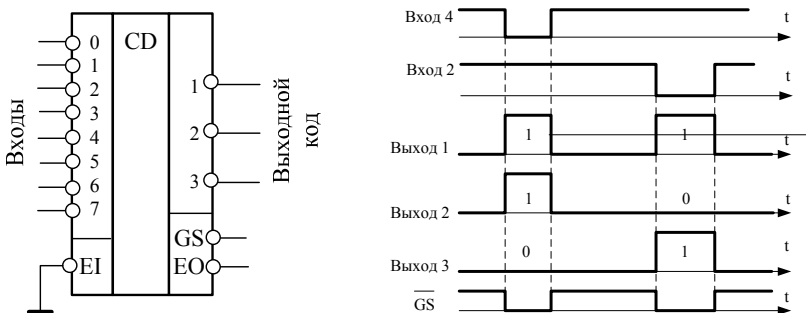 Входы
0
1
2
3
4
5
6
7
EI
CD
1
2
3
GS
EO
Выходной
код
Вход 4
t
Вход 2
t
Выход 1
1
1
t
Выход 2
1
0
t
Выход 3
0
1
t
GS
t